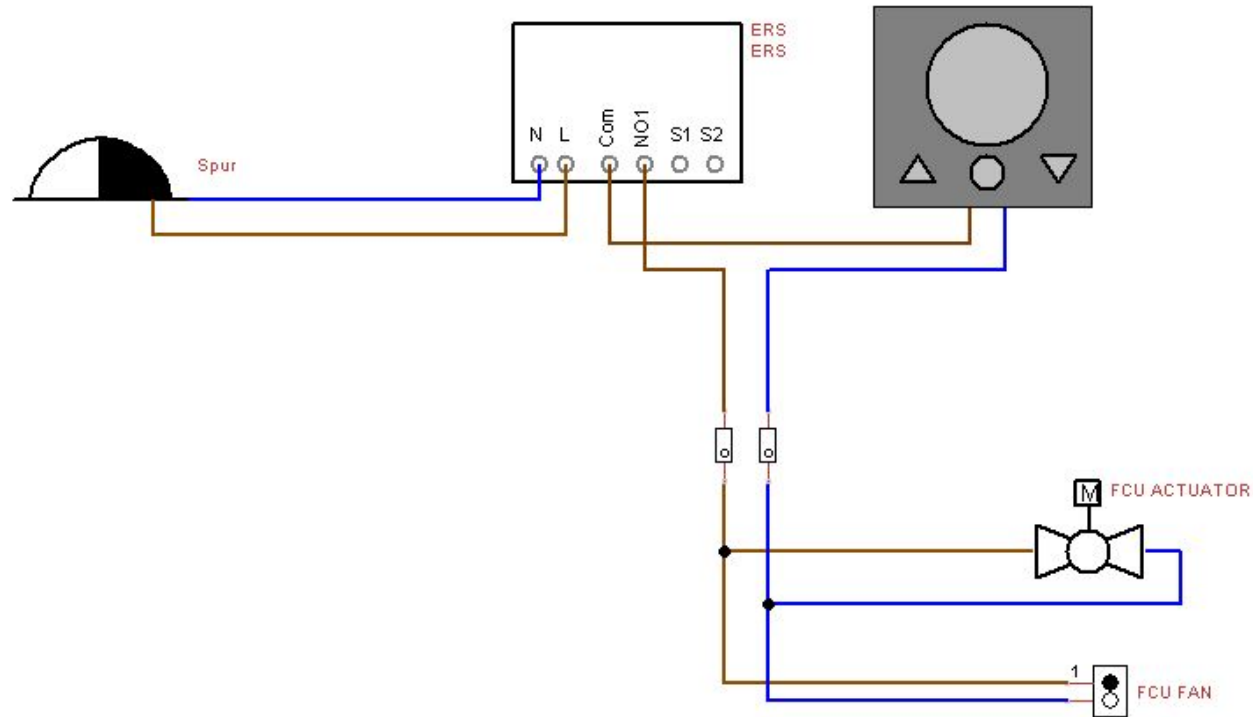 ERS
ERS
N L Com NO1 S1 S2
Spur
M
FCU ACTUATOR
1
FCU FAN